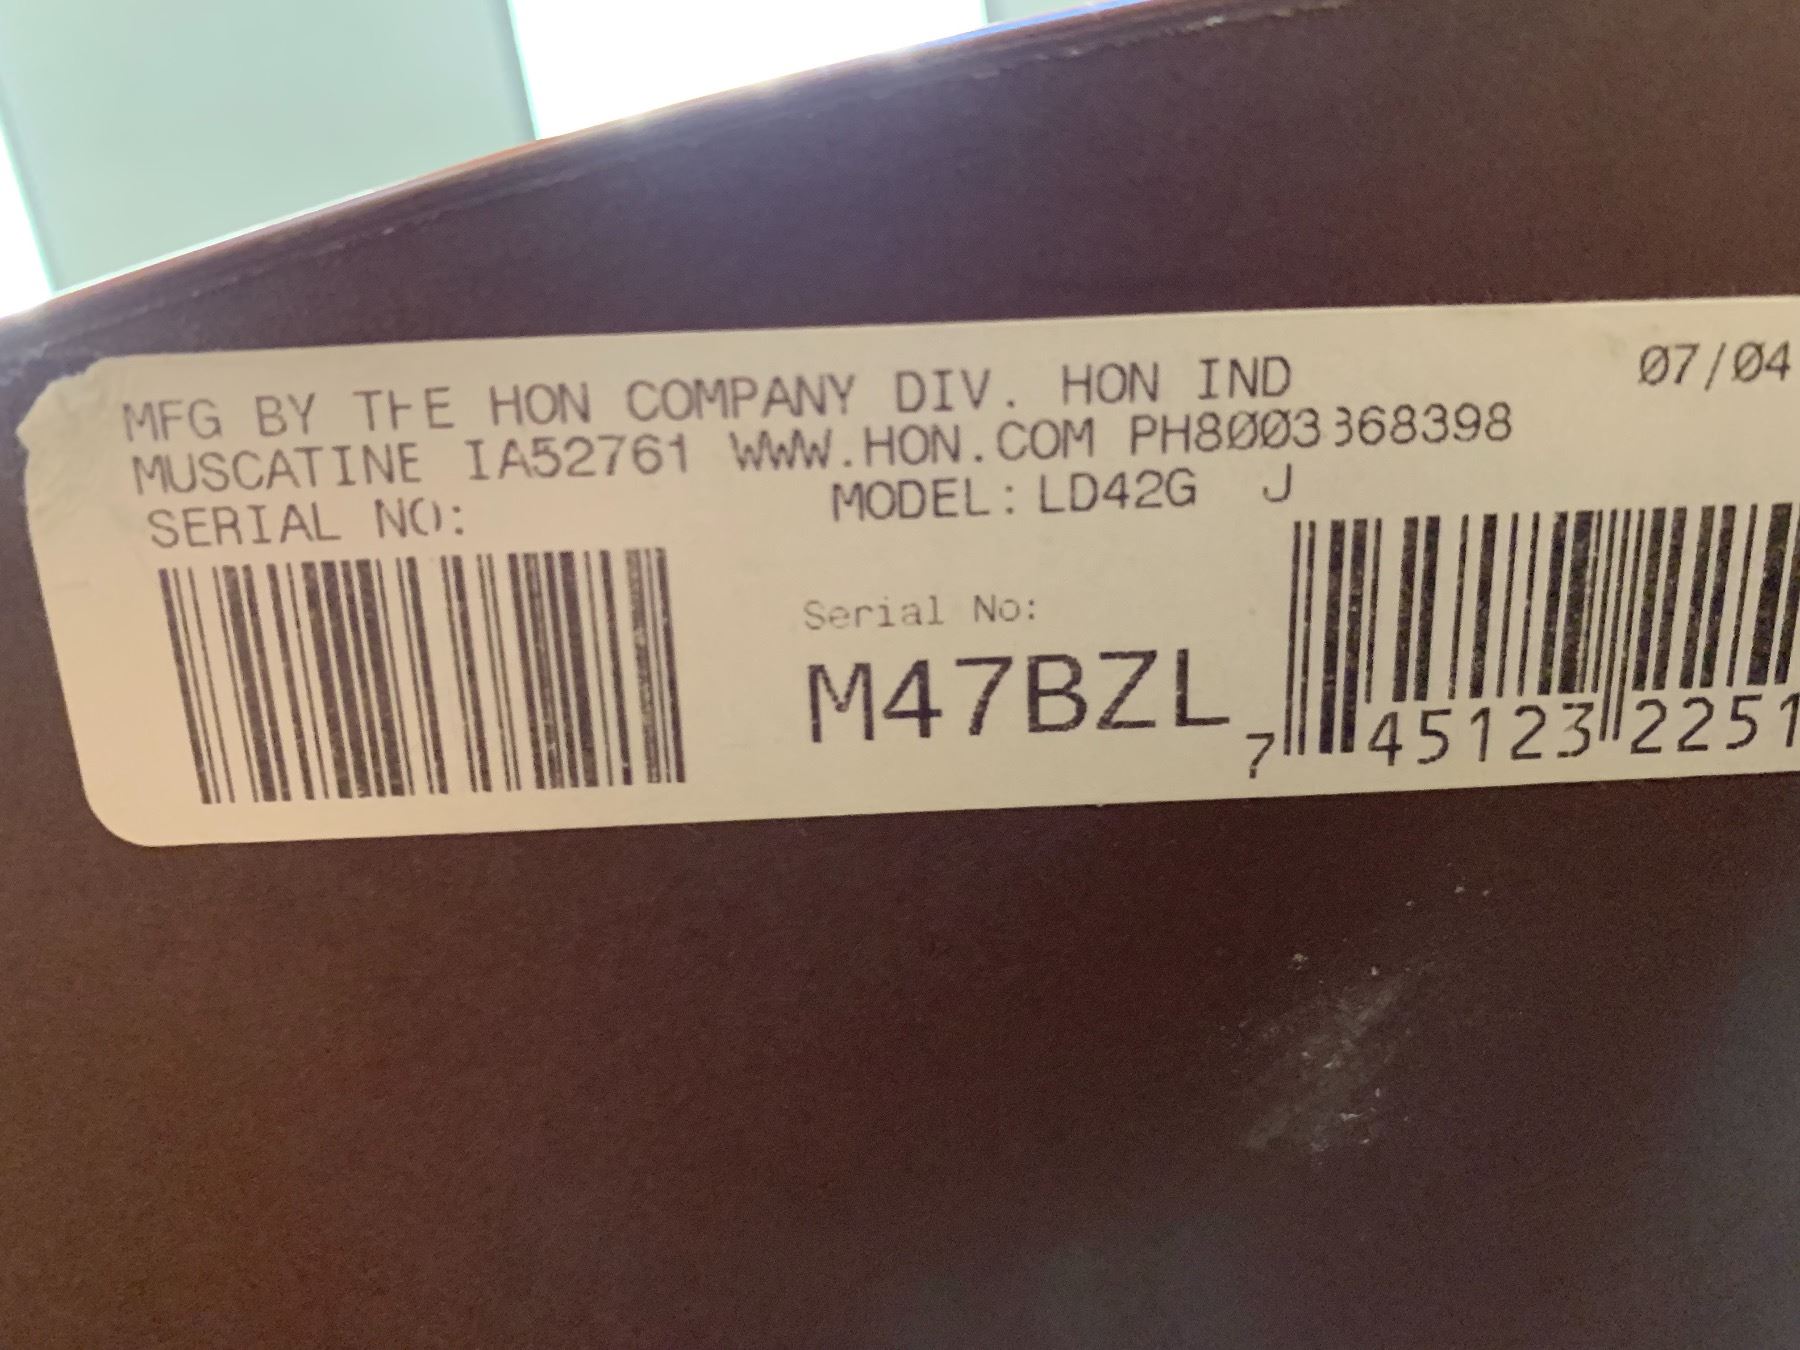 MFG BY THE HON COMPANY DIV. HON IND 07/04
MUSCATINE IA52761 WWW.HON.COM PH8003368398
SERIAL NO: MODEL: LD42G J
Serial No:
M47BZL
7 45123 2251